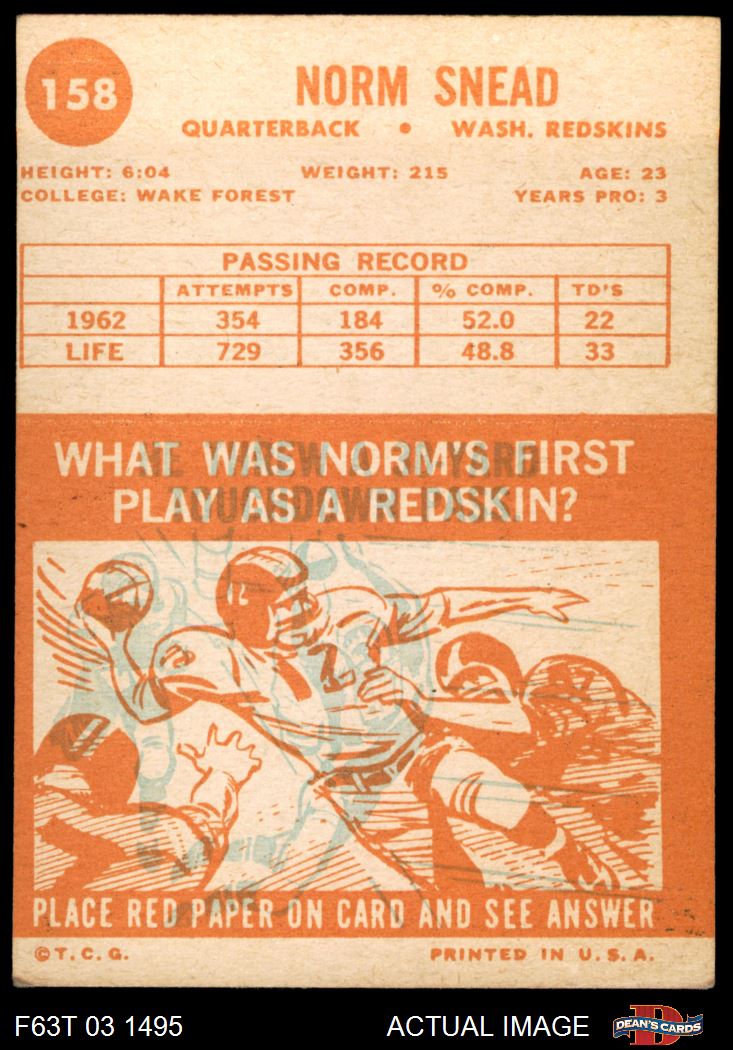 158
NORM SNEAD
QUARTERBACK • WASH. REDSKINS
HEIGHT: 6:04 WEIGHT: 215 AGE: 23
COLLEGE: WAKE FOREST YEARS PRO: 3
PASSING RECORD
ATTEMPTS COMP. % COMP. TD'S
1962 354 184 52.0 22
LIFE 729 356 48.8 33
WHAT WAS NORM'S FIRST
PLAY AS A REDSKIN?
TOUCHDOWN
PLACE RED PAPER ON CARD AND SEE ANSWER
©T.C.G. PRINTED IN U.S.A.
F63T 03 1495 ACTUAL IMAGE
DEAN'S CARDS